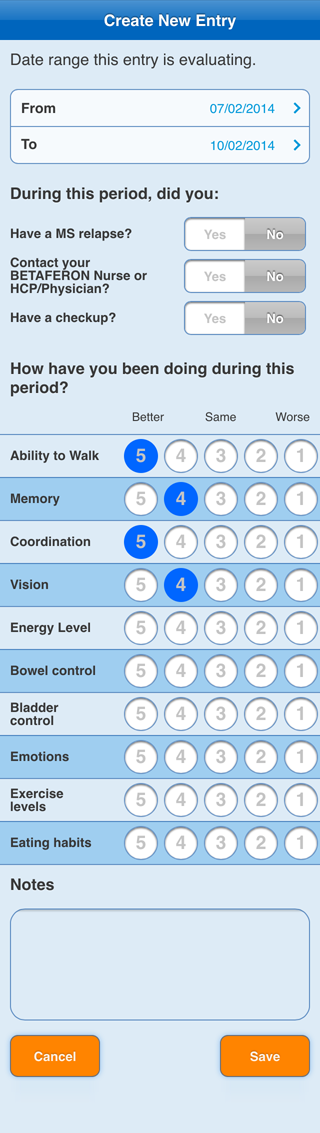 Create New Entry
Date range this entry is evaluating.
From 07/02/2014
To 10/02/2014
During this period, did you:
Have a MS relapse? Yes No
Contact your
BETAFERON Nurse or
HCP/Physician? Yes No
Have a checkup? Yes No
How have you been doing during this
period?
Better Same Worse
Ability to Walk 5 4 3 2 1
Memory 5 4 3 2 1
Coordination 5 4 3 2 1
Vision 5 4 3 2 1
Energy Level 5 4 3 2 1
Bowel control 5 4 3 2 1
Bladder
control 5 4 3 2 1
Emotions 5 4 3 2 1
Exercise
levels 5 4 3 2 1
Eating habits 5 4 3 2 1
Notes
Cancel Save